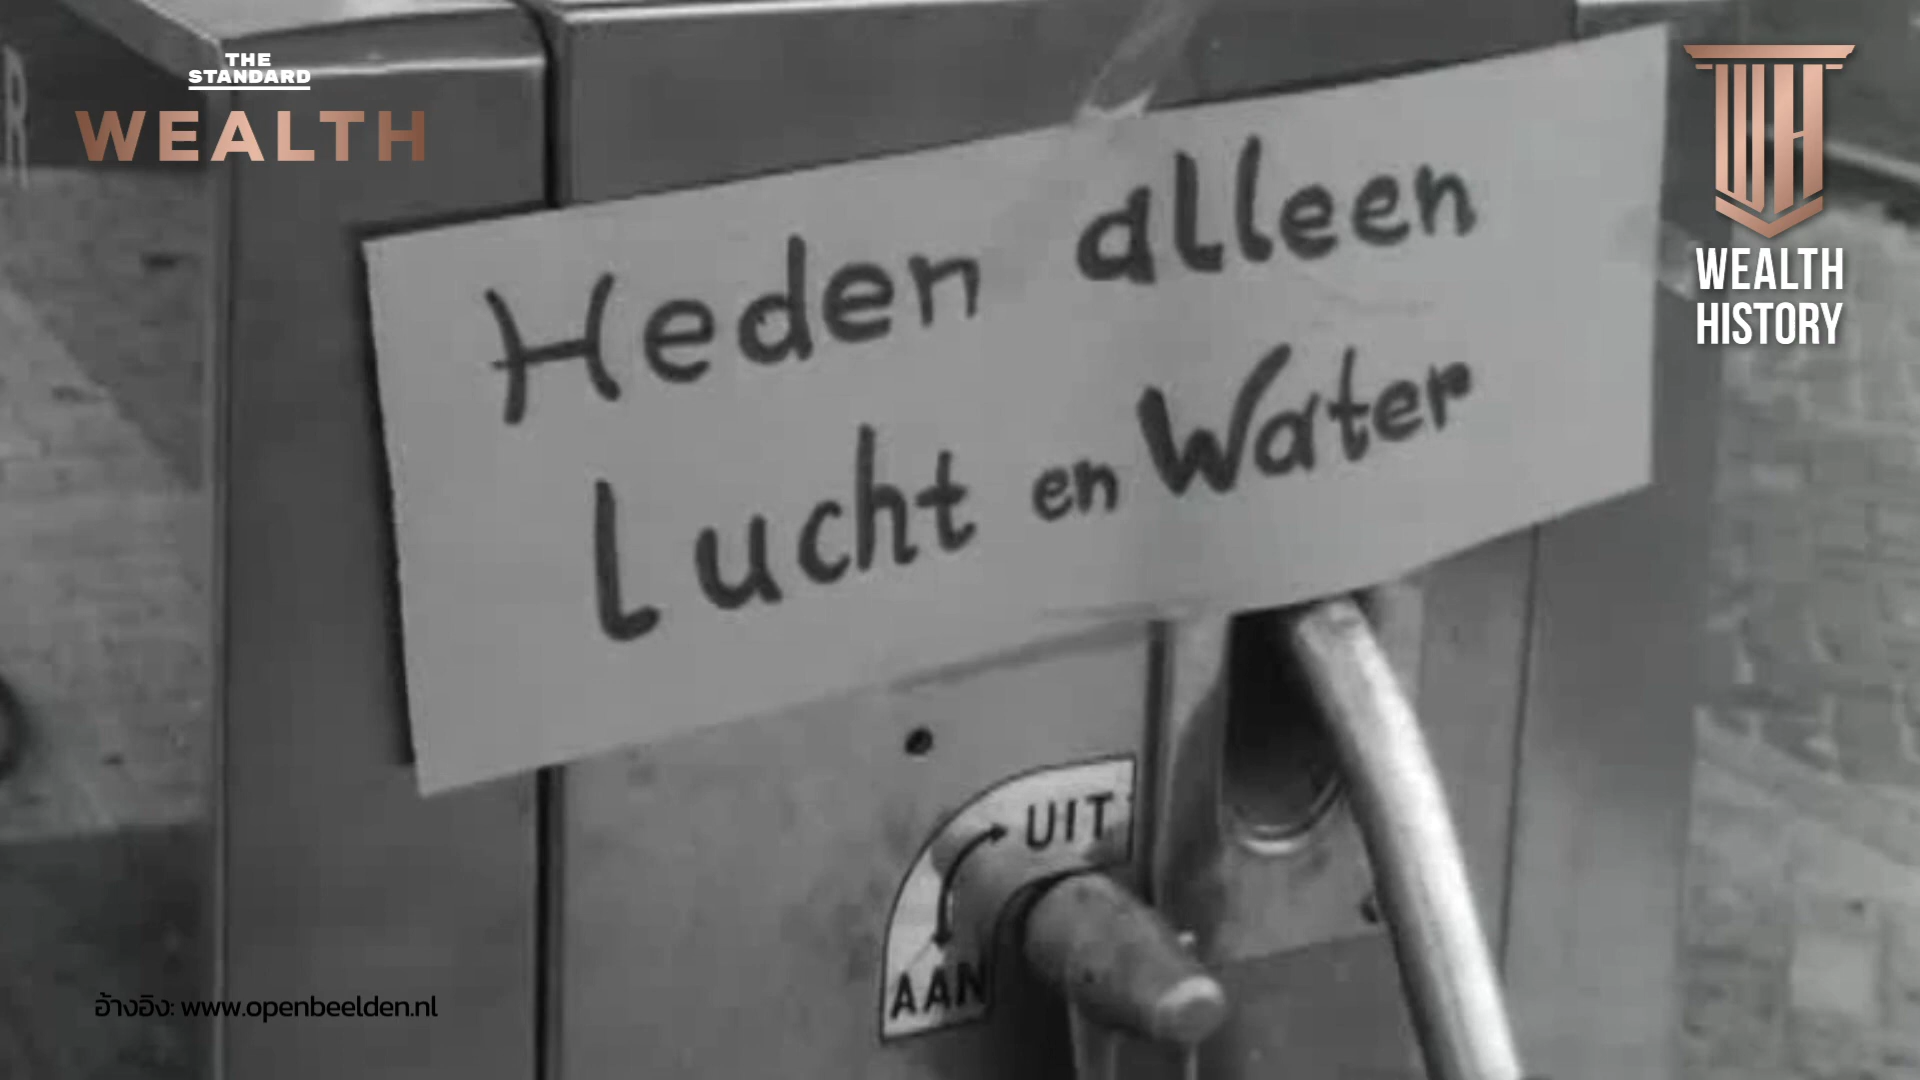 THE
STANDARD
WEALTH
WH
WEALTH
HISTORY
R
Heden alleen
Lucht en Water
UIT
AAN
อ้างอิง: www.openbeelden.nl